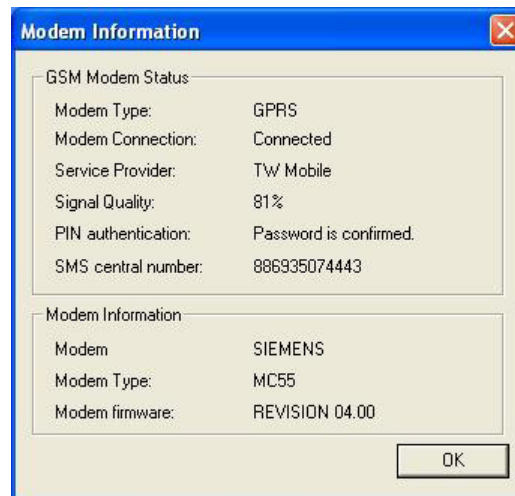 Modem Information
GSM Modem Status
Modem Type: GPRS
Modem Connection: Connected
Service Provider: TW Mobile
Signal Quality: 81%
PIN authentication: Password is confirmed.
SMS central number: 886935074443
Modem Information
Modem SIEMENS
Modem Type: MC55
Modem firmware: REVISION 04.00
OK